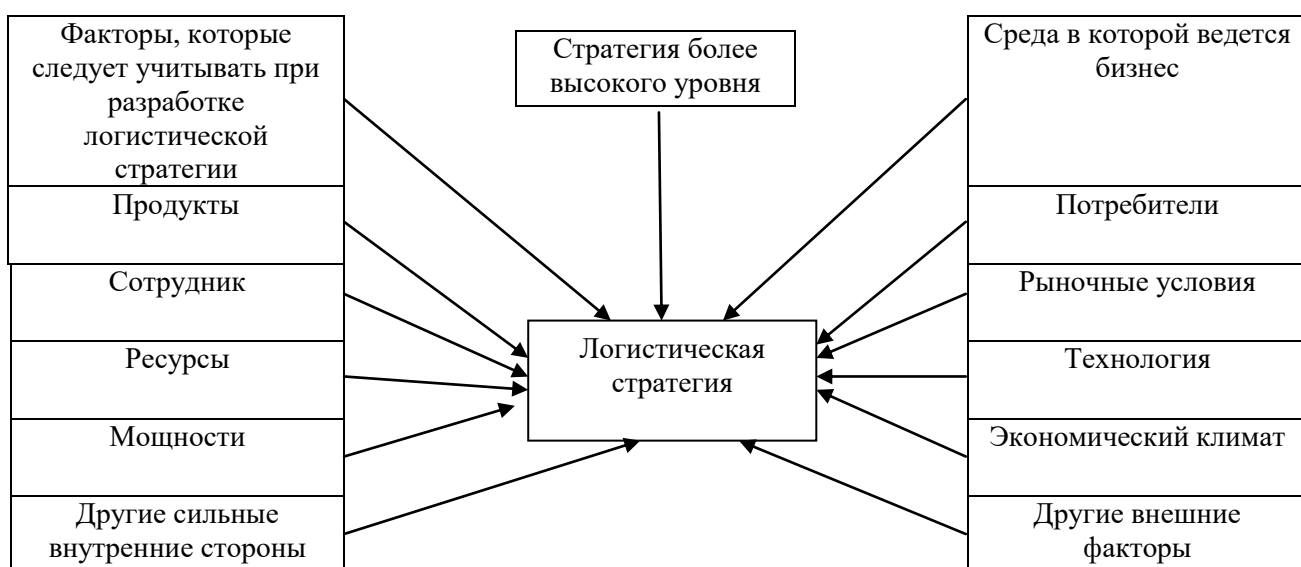 Факторы, которые
следует учитывать при
разработке
логистической
стратегии
Продукты
Сотрудник
Ресурсы
Мощности
Другие сильные
внутренние стороны
Стратегия более
высокого уровня
Логистическая
стратегия
Среда в которой ведется
бизнес
Потребители
Рыночные условия
Технология
Экономический климат
Другие внешние
факторы